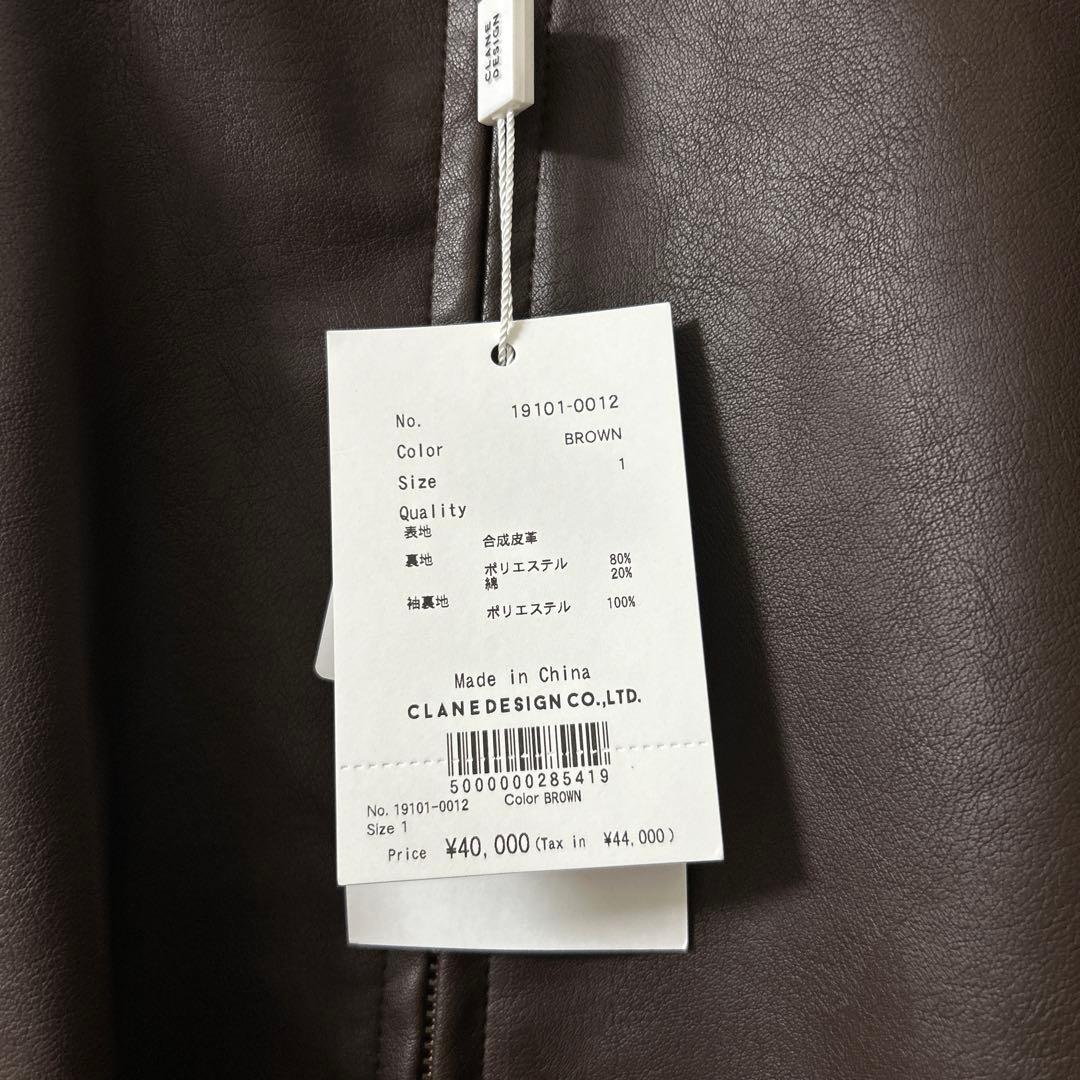 CLANE
DESIGN
No. 19101-0012
Color BROWN
Size 1
Quality
表地 合成皮革
裏地 ポリエステル 80%
綿 20%
袖裏地 ポリエステル 100%
Made in China
CLANE DESIGN CO.,LTD.
5000000285419
No. 19101-0012 Color BROWN
Size 1
Price ¥40,000 (Tax in ¥44,000)